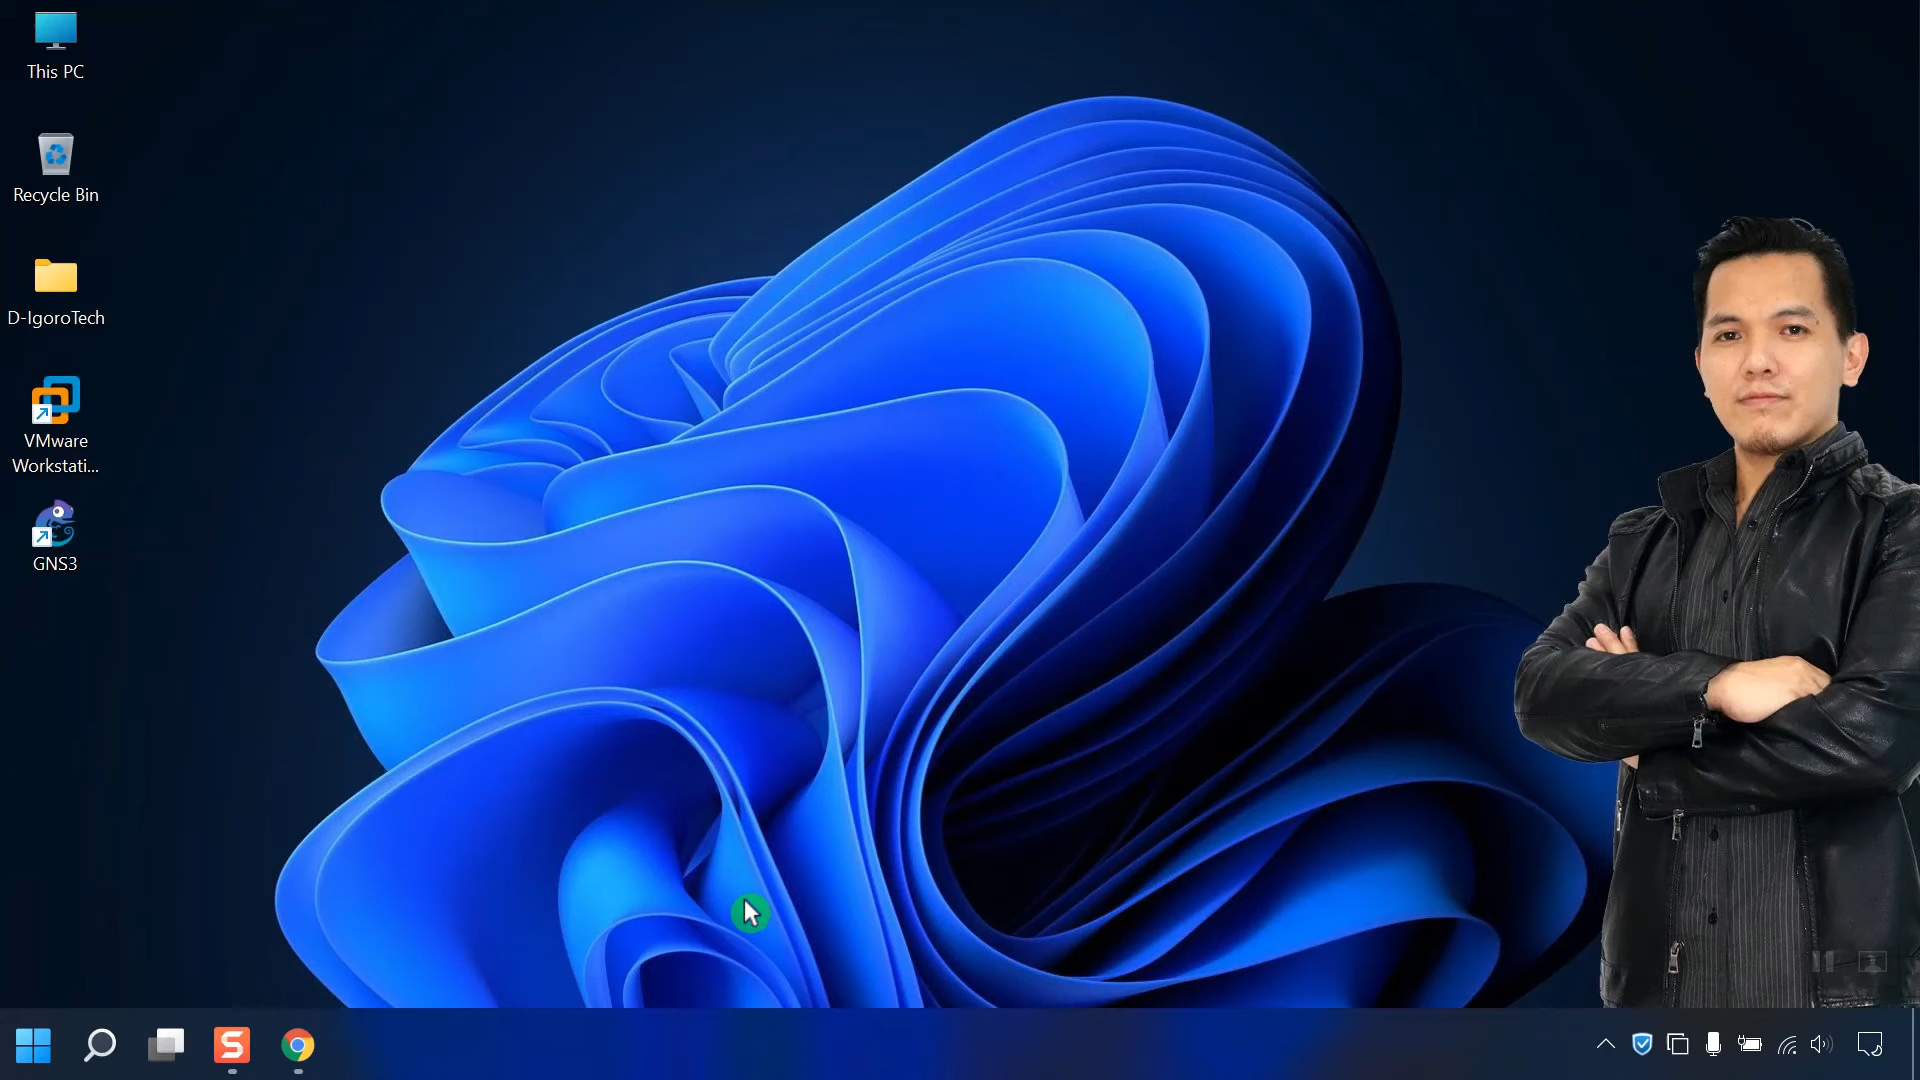 This PC
Recycle Bin
D-IgoroTech
VMware
Workstati...
GNS3